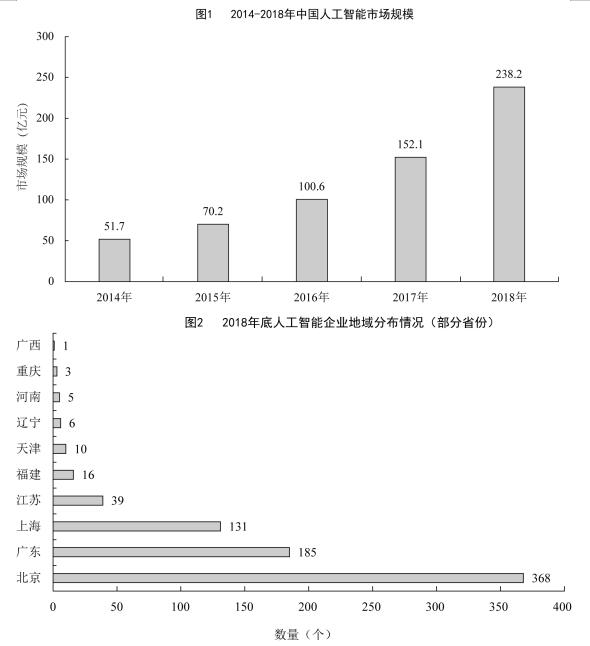 图1 2014-2018年中国人工智能市场规模
市场规模（亿元）
300
250
200
150
100
50
0
51.7
70.2
100.6
152.1
238.2
2014年
2015年
2016年
2017年
2018年
图2 2018年底人工智能企业地域分布情况（部分省份）
广西 1
重庆 3
河南 5
辽宁 6
天津 10
福建 16
江苏 39
上海 131
广东 185
北京 368
0 50 100 150 200 250 300 350 400
数量（个）